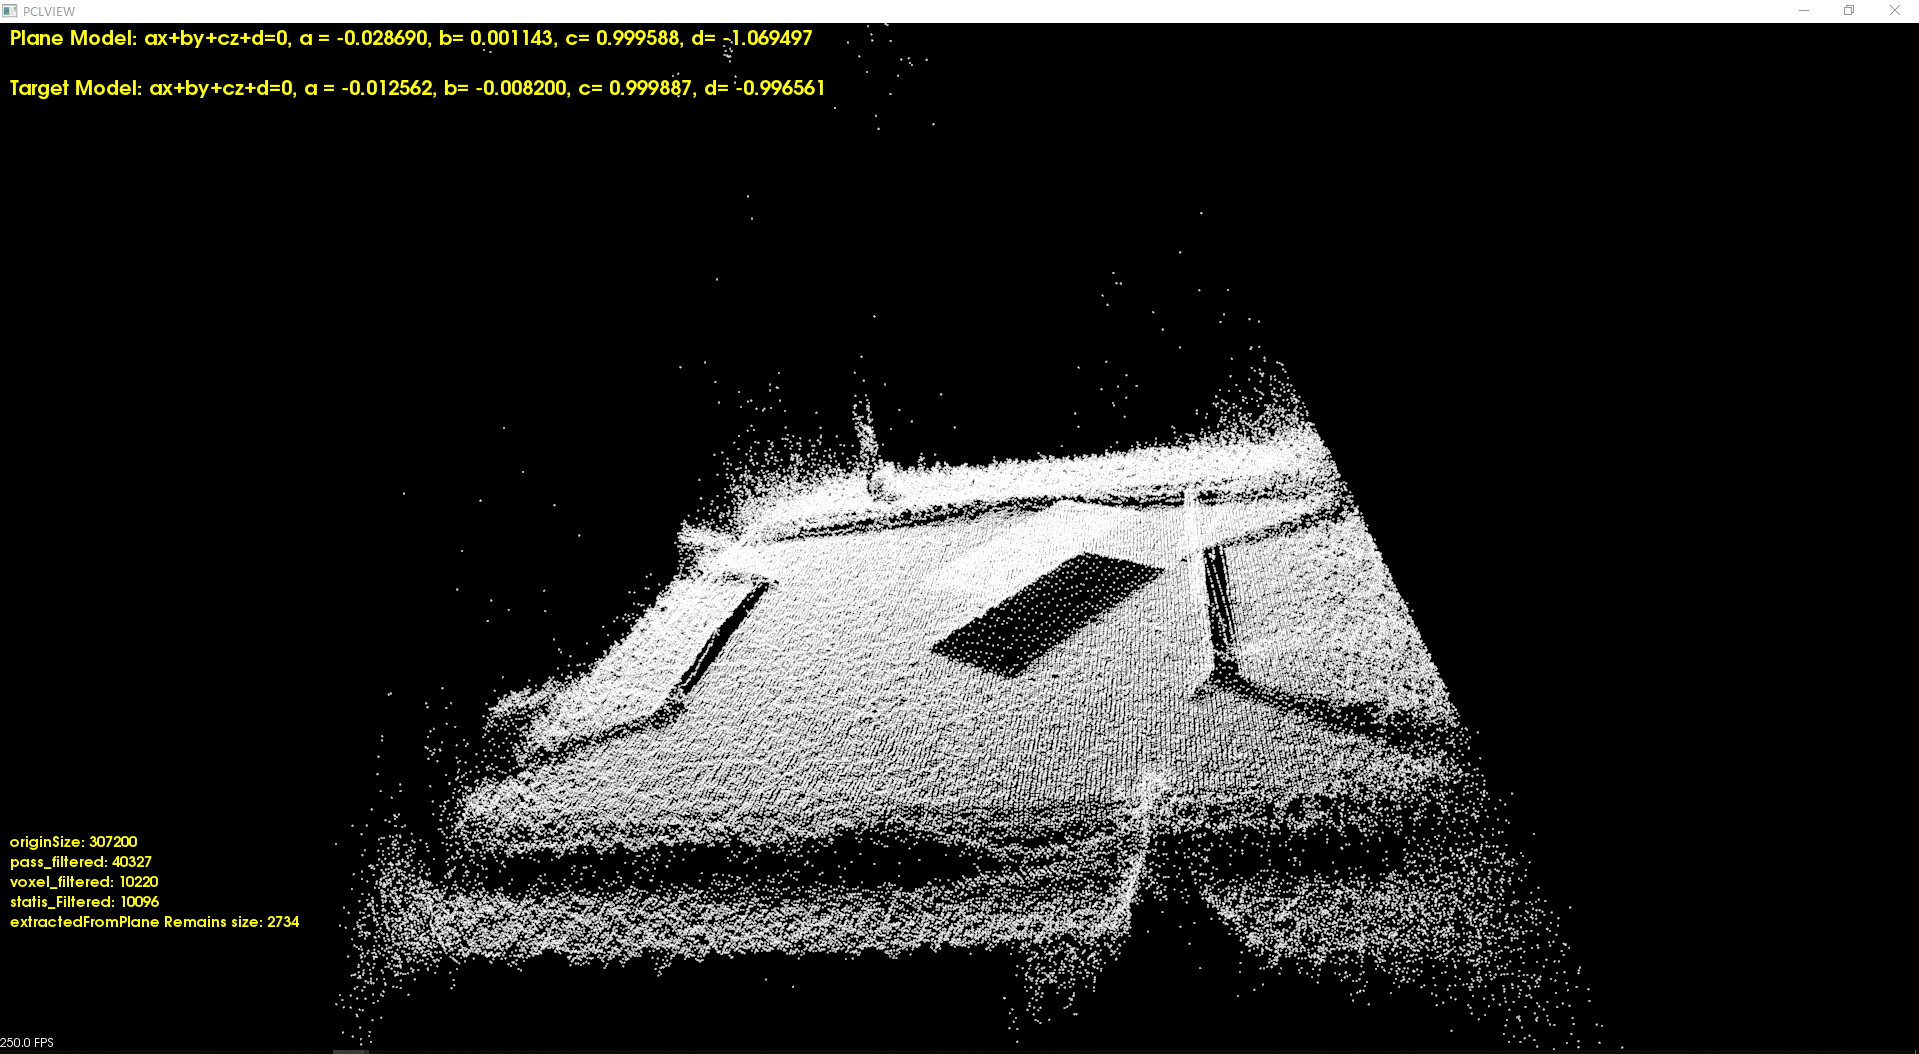 PCLVIEW
Plane Model: ax+by+cz+d=0, a = -0.028690, b= 0.001143, c= 0.999588, d= -1.069497
Target Model: ax+by+cz+d=0, a = -0.012562, b= -0.008200, c= 0.999887, d= -0.996561
originSize: 307200
pass_filtered: 40327
voxel_filtered: 10220
statis_Filtered: 10096
extractedFromPlane Remains size: 2734
250.0 FPS